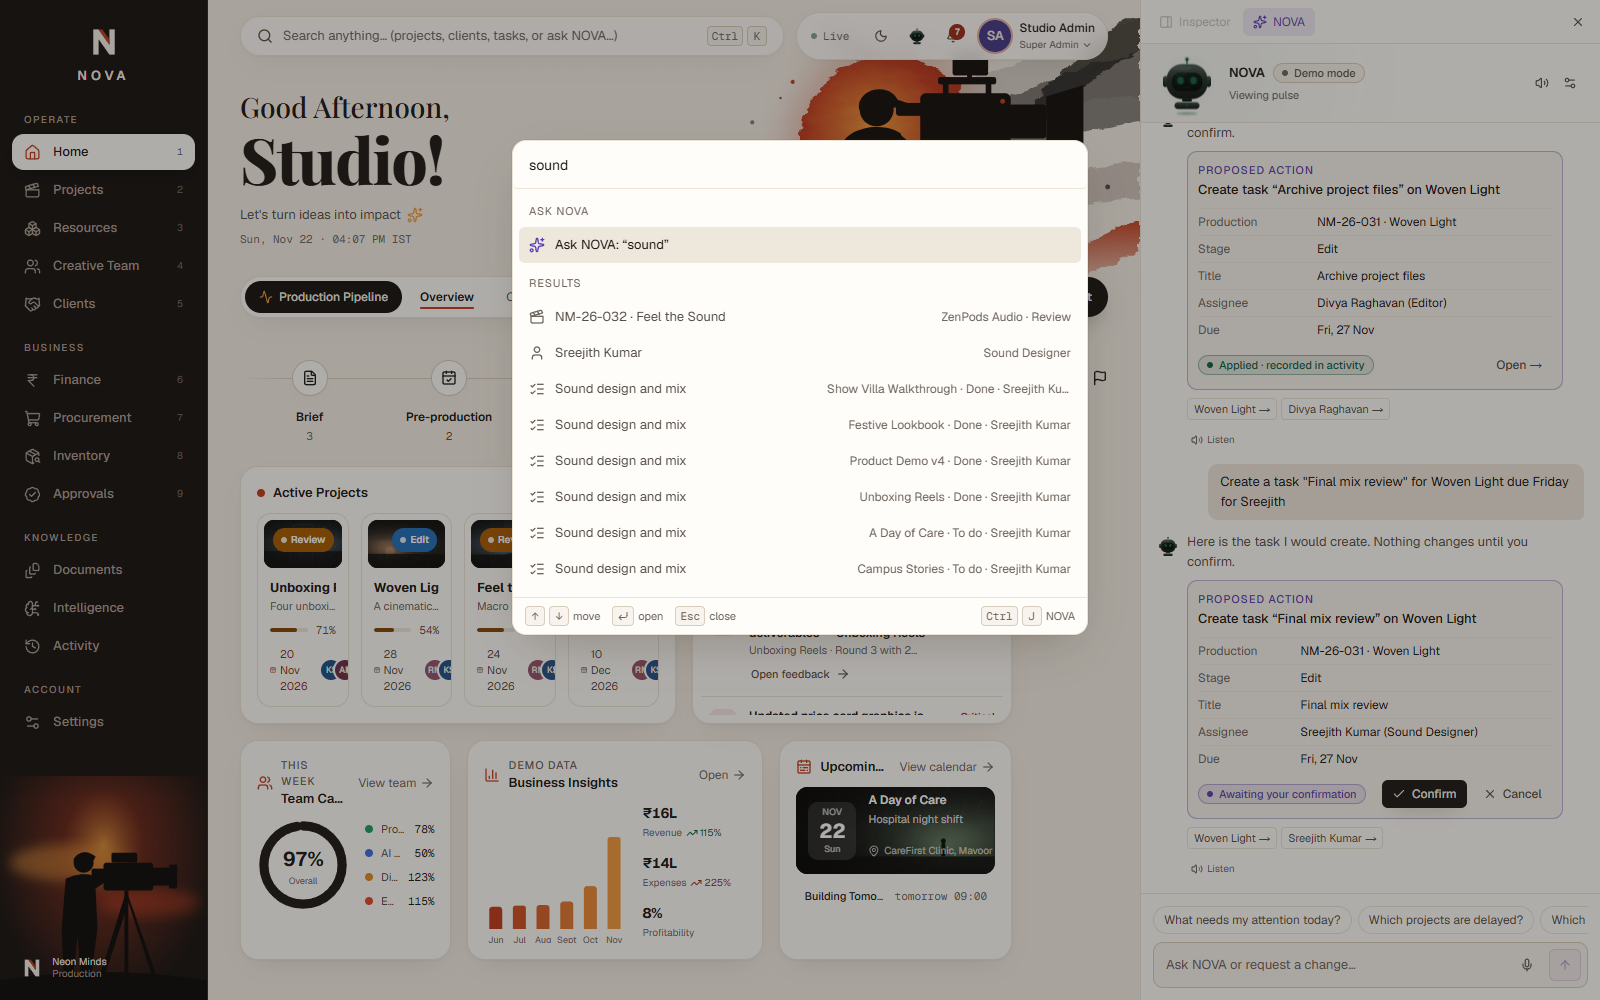 NOVA
OPERATE
Home 1
Projects 2
Resources 3
Creative Team 4
Clients 5
BUSINESS
Finance 6
Procurement 7
Inventory 8
Approvals 9
KNOWLEDGE
Documents
Intelligence
Activity
ACCOUNT
Settings
Neon Minds
Production
Search anything... (projects, clients, tasks, or ask NOVA...) Ctrl K
Live
7
SA
Studio Admin
Super Admin
Good Afternoon,
Studio!
Let's turn ideas into impact
Sun, Nov 22 · 04:07 PM IST
Production Pipeline Overview
Brief
3
Pre-production
2
sound
ASK NOVA
Ask NOVA: “sound”
RESULTS
NM-26-032 · Feel the Sound ZenPods Audio · Review
Sreejith Kumar Sound Designer
Sound design and mix Show Villa Walkthrough · Done · Sreejith Ku...
Sound design and mix Festive Lookbook · Done · Sreejith Kumar
Sound design and mix Product Demo v4 · Done · Sreejith Kumar
Sound design and mix Unboxing Reels · Done · Sreejith Kumar
Sound design and mix A Day of Care · To do · Sreejith Kumar
Sound design and mix Campus Stories · To do · Sreejith Kumar
↑ ↓ move ↵ open Esc close Ctrl J NOVA
Active Projects
Review
Unboxing
Four unboxi...
71%
20 Nov 2026
Edit
Woven Lig
A cinematic...
54%
28 Nov 2026
Feel t
Macro
24 Nov 2026
10 Dec 2026
Unboxing Reels · Round 3 with 2...
Open feedback →
THIS WEEK
Team Ca...
View team →
97%
Overall
Pro... 78%
AI ... 50%
Di... 123%
E... 115%
DEMO DATA
Business Insights
Open →
Jun Jul Aug Sept Oct Nov
₹16L
Revenue 115%
₹14L
Expenses 225%
8%
Profitability
Upcomin... View calendar →
NOV
22
Sun
A Day of Care
Hospital night shift
CareFirst Clinic, Mavoor
Building Tomo... tomorrow 09:00
Inspector NOVA
NOVA Demo mode
Viewing pulse
confirm.
PROPOSED ACTION
Create task “Archive project files” on Woven Light
Production NM-26-031 · Woven Light
Stage Edit
Title Archive project files
Assignee Divya Raghavan (Editor)
Due Fri, 27 Nov
Applied · recorded in activity Open →
Woven Light → Divya Raghavan →
Listen
Create a task "Final mix review" for Woven Light due Friday
for Sreejith
Here is the task I would create. Nothing changes until you
confirm.
PROPOSED ACTION
Create task “Final mix review” on Woven Light
Production NM-26-031 · Woven Light
Stage Edit
Title Final mix review
Assignee Sreejith Kumar (Sound Designer)
Due Fri, 27 Nov
Awaiting your confirmation Confirm Cancel
Woven Light → Sreejith Kumar →
Listen
What needs my attention today? Which projects are delayed? Which
Ask NOVA or request a change...